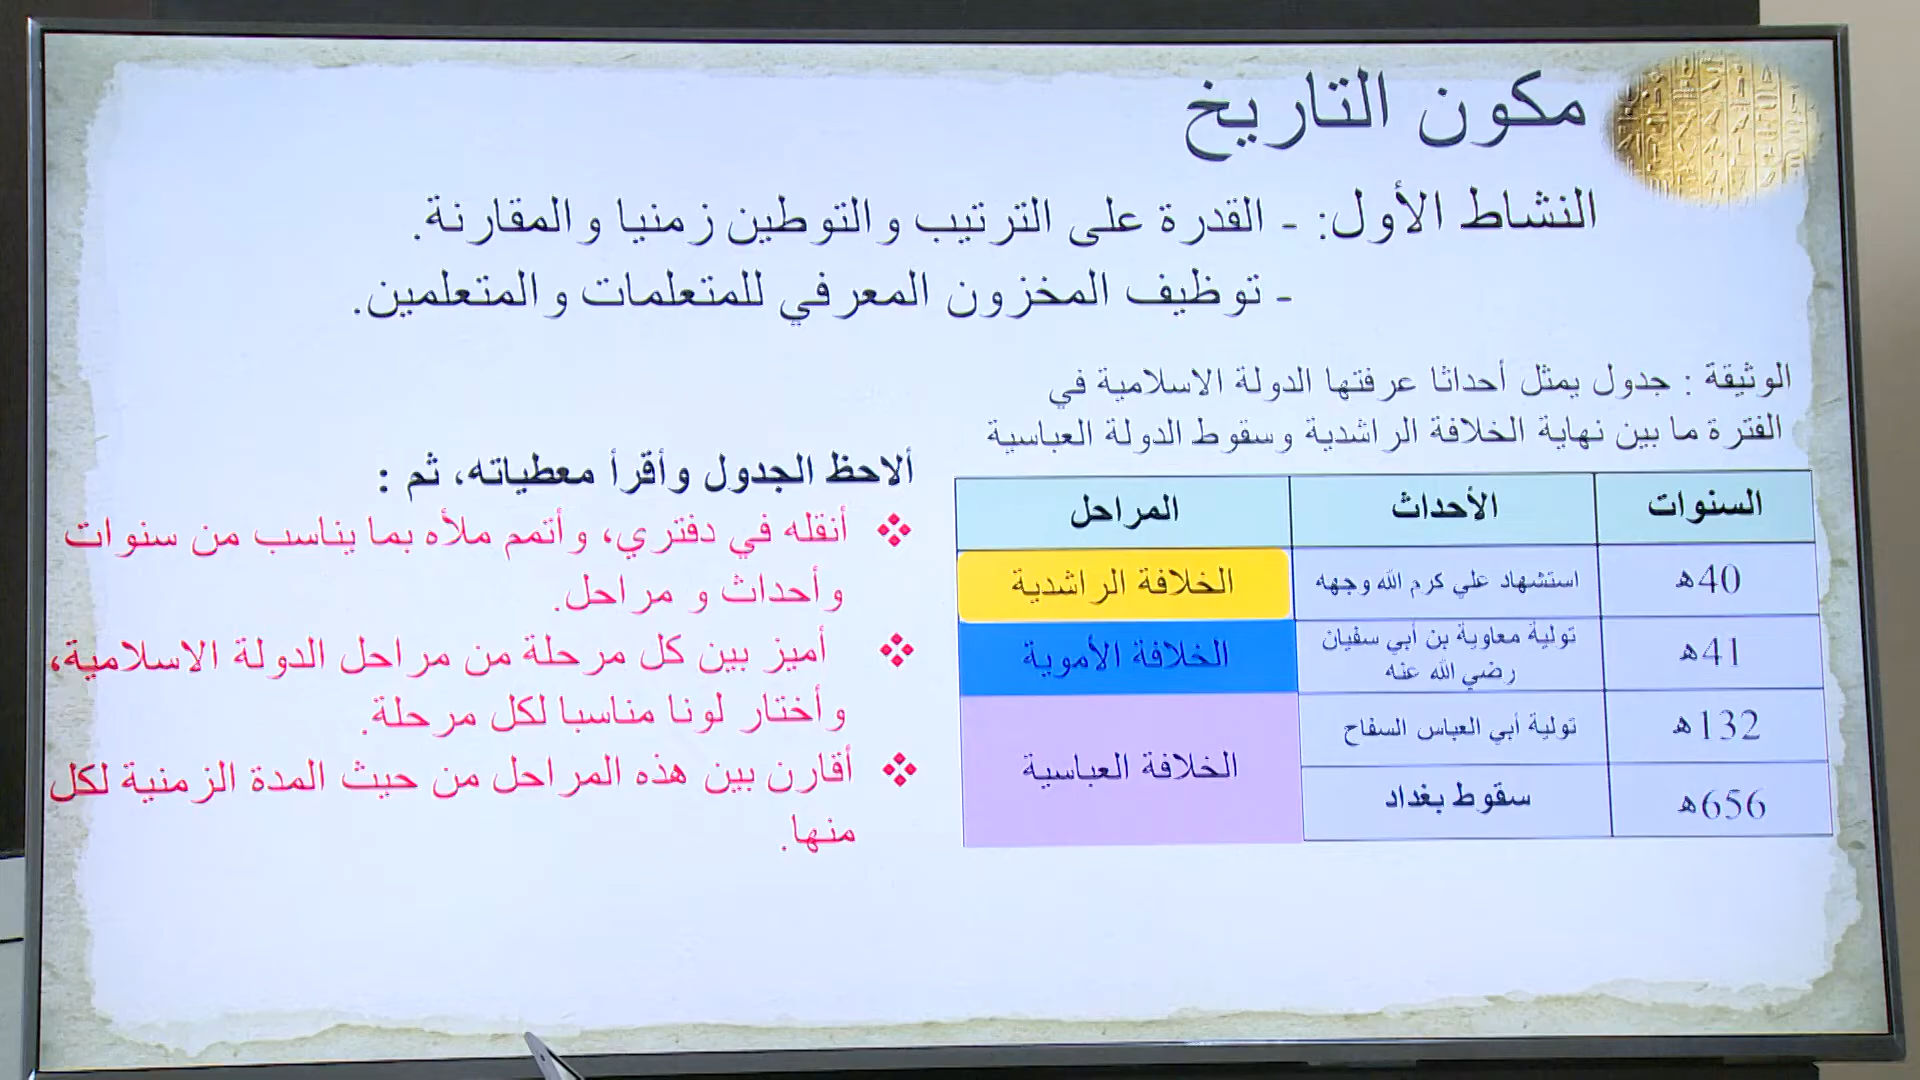 مكون التاريخ
النشاط الأول: - القدرة على الترتيب والتوطين زمنيا والمقارنة.
- توظيف المخزون المعرفي للمتعلمات والمتعلمين.
الوثيقة : جدول يمثل أحداثا عرفتها الدولة الاسلامية في
الفترة ما بين نهاية الخلافة الراشدية وسقوط الدولة العباسية
السنوات الأحداث المراحل
40ه استشهاد علي كرم الله وجهه الخلافة الراشدية
41ه تولية معاوية بن أبي سفيان
رضي الله عنه
الخلافة الأموية
132ه تولية أبي العباس السفاح
الخلافة العباسية
656ه سقوط بغداد
ألاحظ الجدول وأقرأ معطياته، ثم :
أنقله في دفتري، وأتمم ملأه بما يناسب من سنوات
وأحداث و مراحل.
أميز بين كل مرحلة من مراحل الدولة الاسلامية،
وأختار لونا مناسبا لكل مرحلة.
أقارن بين هذه المراحل من حيث المدة الزمنية لكل
منها.